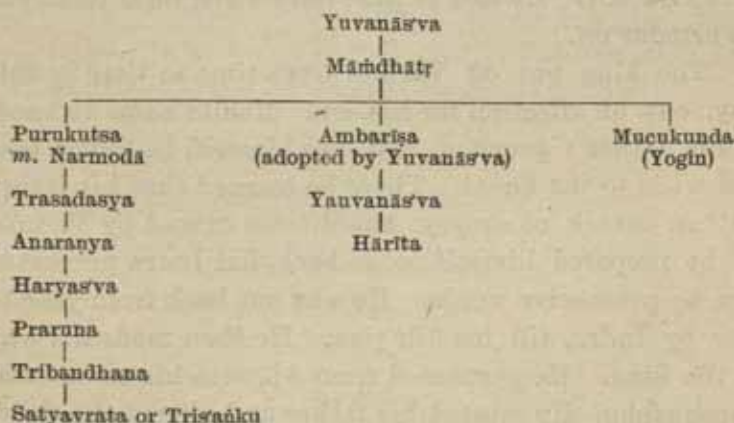 Yuvanāśva
Māṁdhātṛ
Purukutsa Ambarīṣa Mucukunda
m. Narmodā (adopted by Yuvanāśva) (Yogin)
Trasadasya Yauvanāśva
Anaraṇya Hārīta
Haryaśva
Praruṇa
Tribandhana
Satyavrata or Triśaṅku